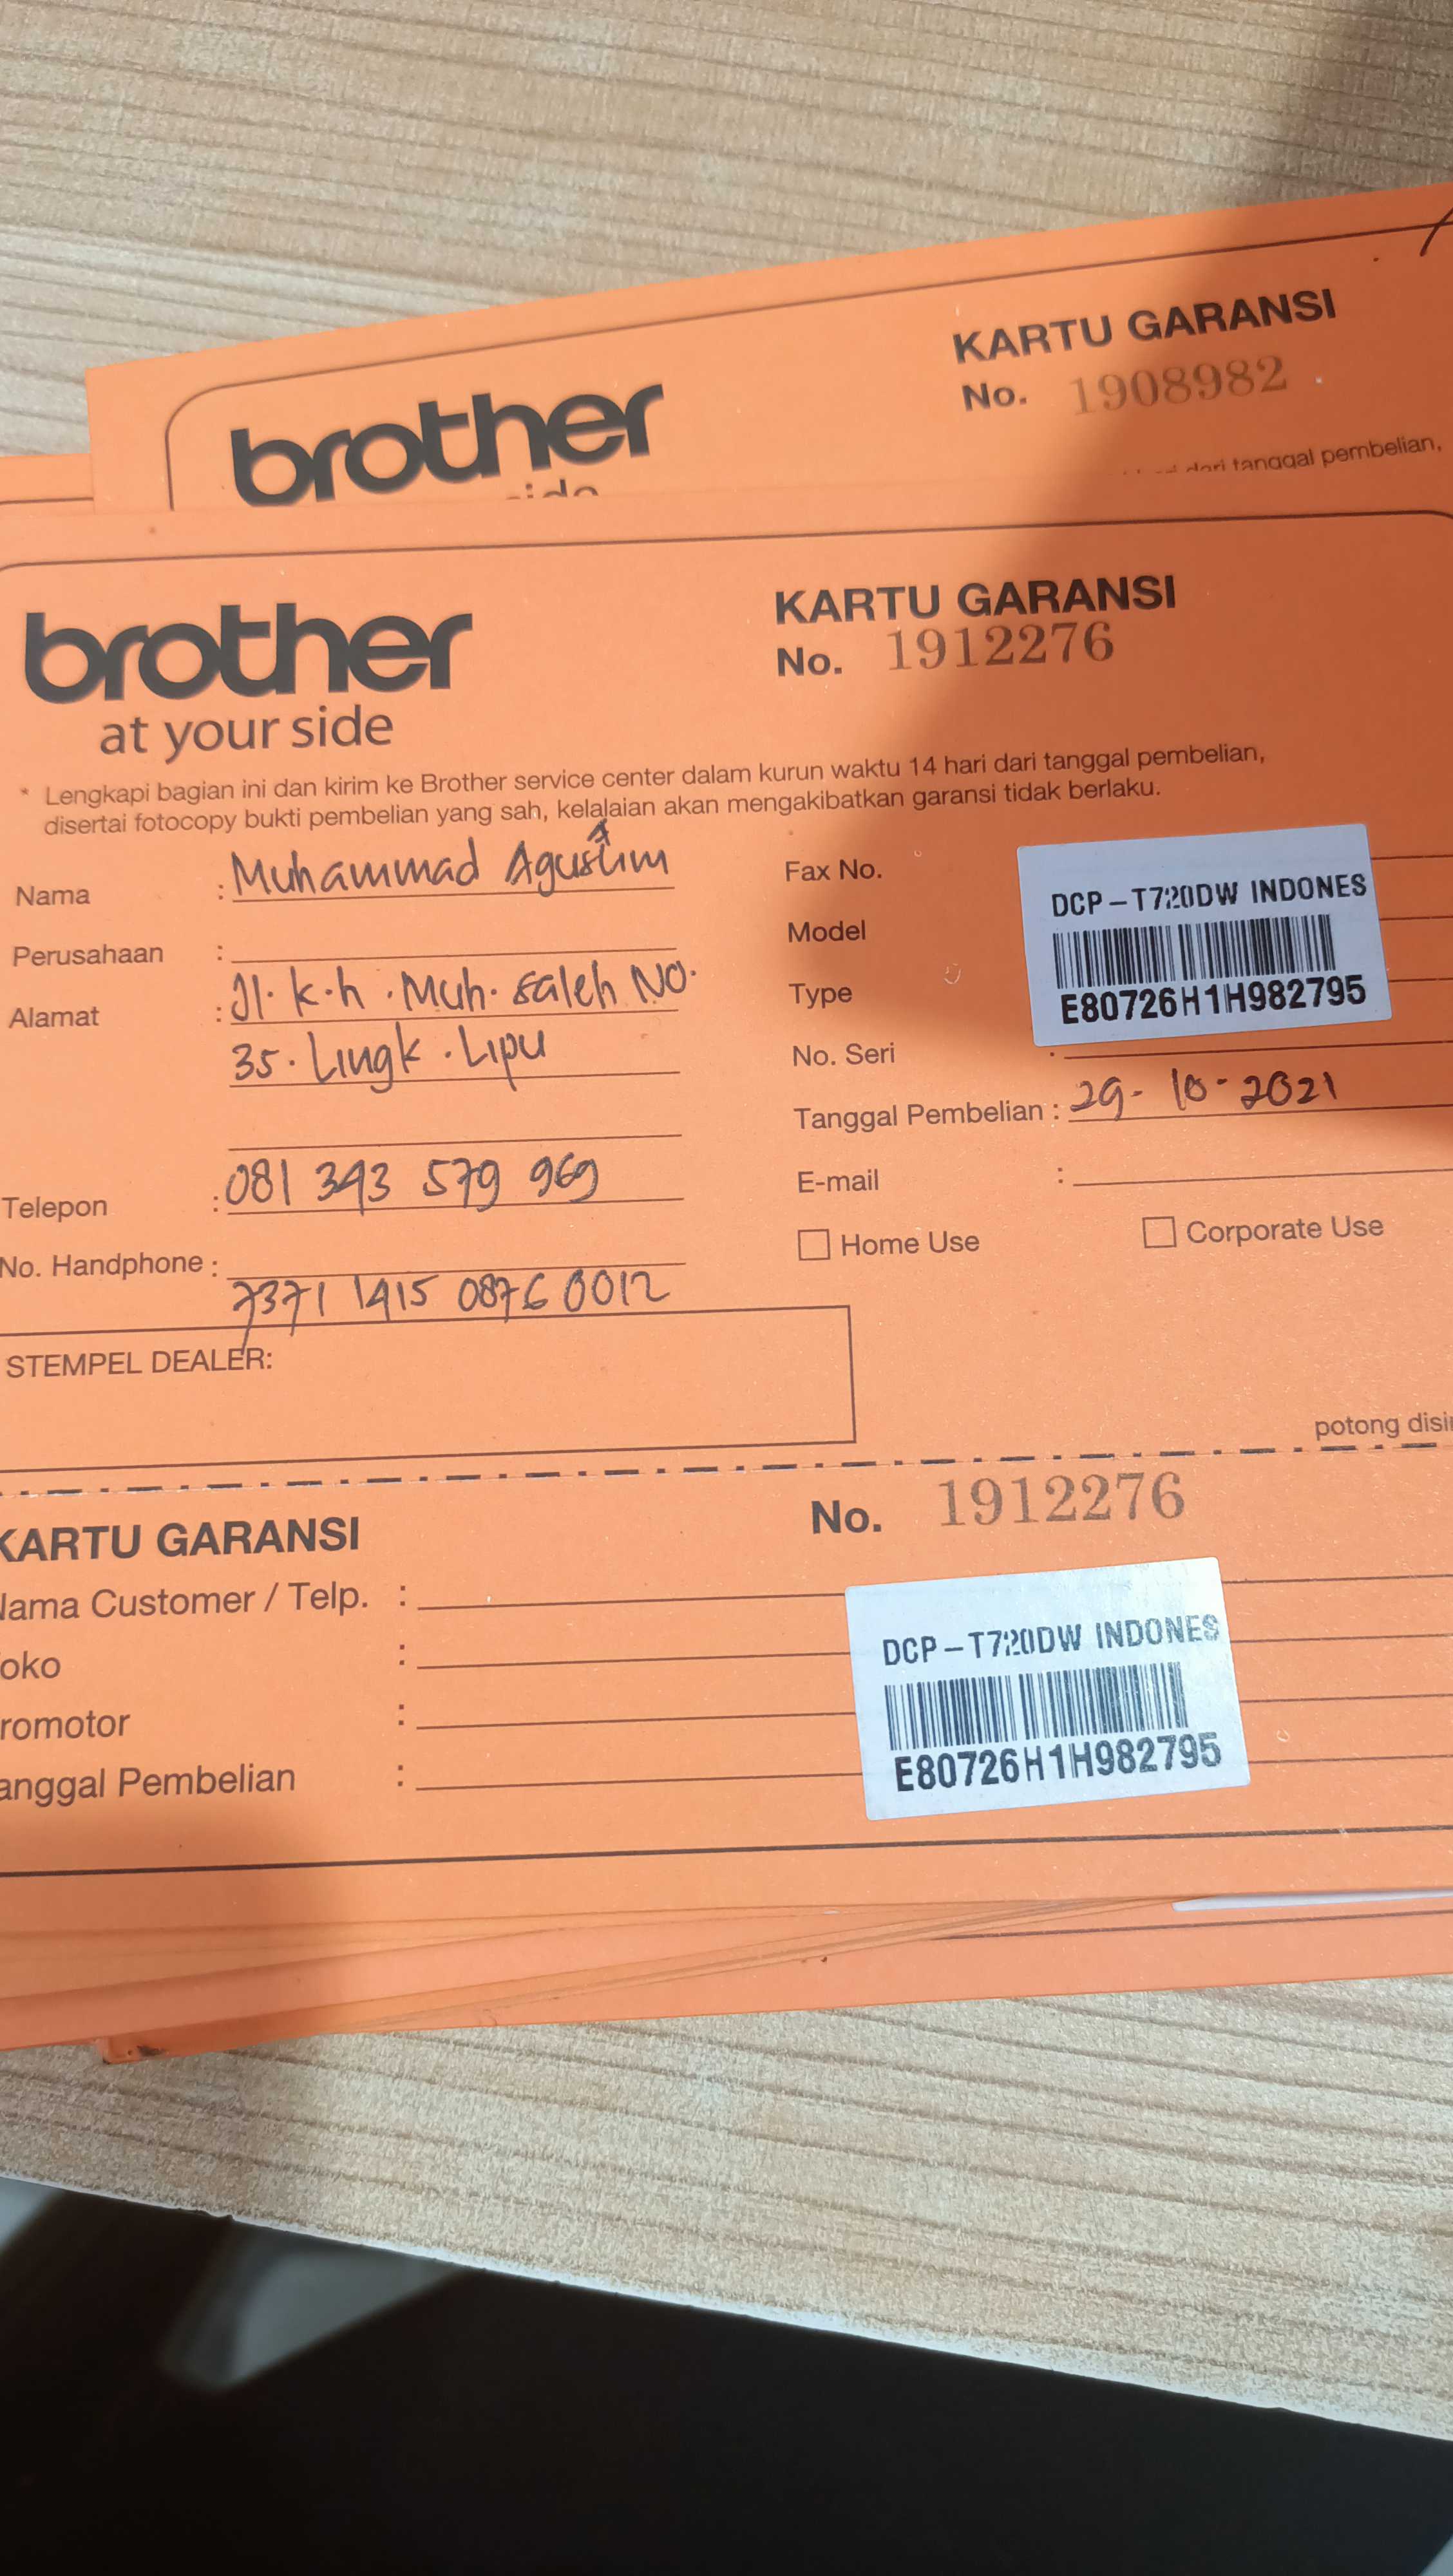 KARTU GARANSI
No. 1908982
brother
dari tanggal pembelian,
brother
at your side
KARTU GARANSI
No. 1912276
* Lengkapi bagian ini dan kirim ke Brother service center dalam kurun waktu 14 hari dari tanggal pembelian,
disertai fotocopy bukti pembelian yang sah, kelalaian akan mengakibatkan garansi tidak berlaku.
Nama : Muhammad Agustim
Perusahaan :
Alamat : Jl. k.h. Muh. Saleh NO.
35. Lingk. Lipu
Telepon : 081 343 579 969
No. Handphone :
7371 1415 0876 0012
Fax No.
Model
Type
No. Seri :
DCP-T720DW INDONES
E80726H1H982795
Tanggal Pembelian : 29-10-2021
E-mail :
Home Use
Corporate Use
STEMPEL DEALER:
potong disi
KARTU GARANSI
No. 1912276
Nama Customer / Telp. :
oko :
romotor :
anggal Pembelian :
DCP-T720DW INDONES
E80726H1H982795